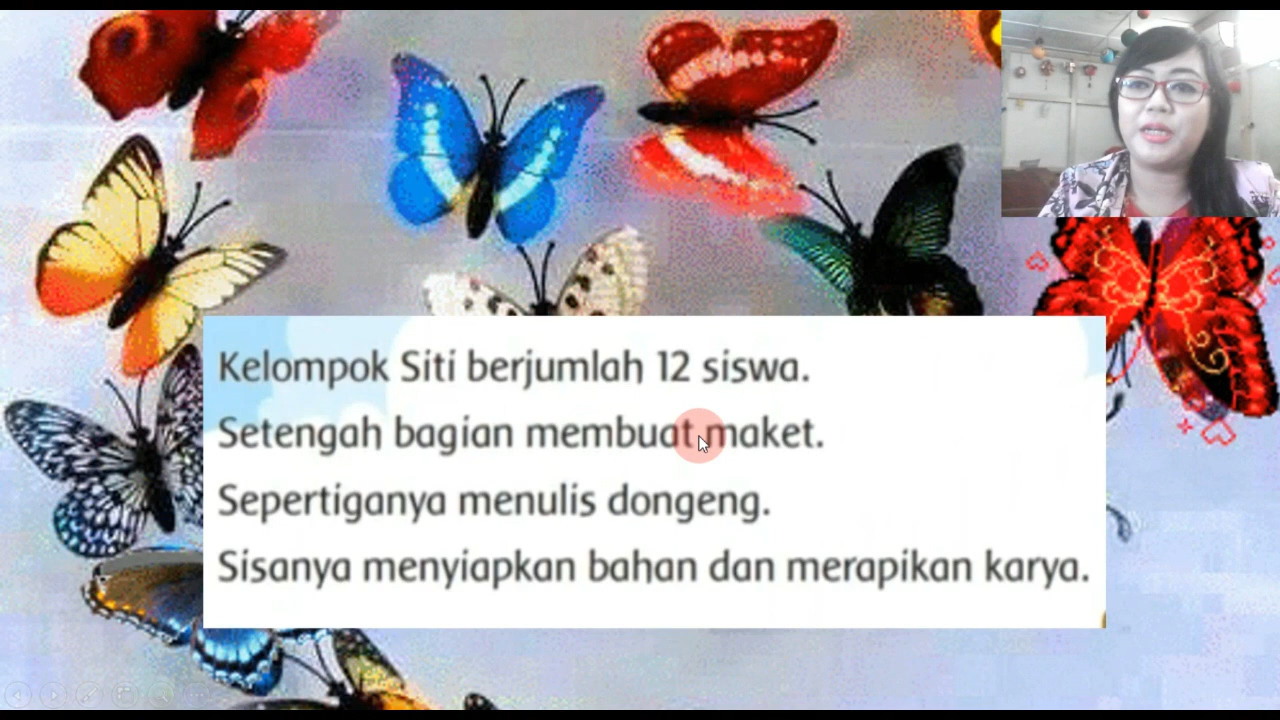 Kelompok Siti berjumlah 12 siswa.
Setengah bagian membuat maket.
Sepertiganya menulis dongeng.
Sisanya menyiapkan bahan dan merapikan karya.